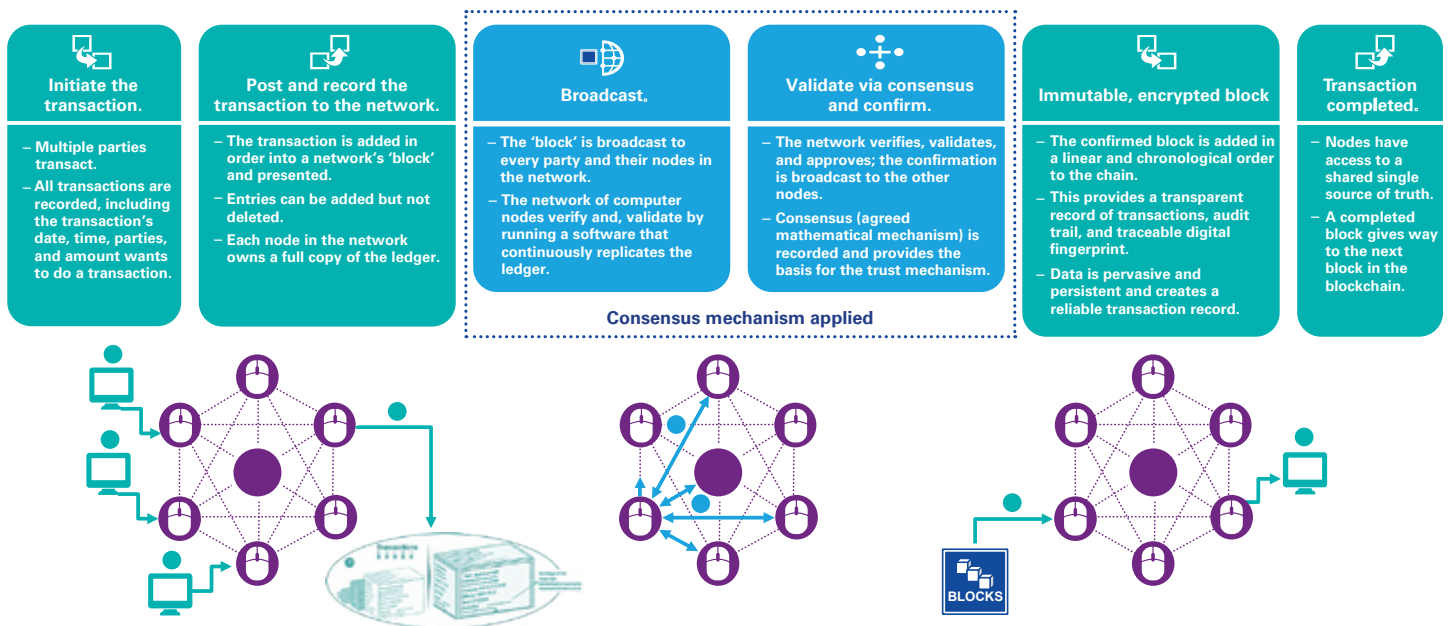 Initiate the
transaction.
– Multiple parties
transact.
– All transactions are
recorded, including
the transaction's
date, time, parties,
and amount wants
to do a transaction.
Post and record the
transaction to the network.
– The transaction is added in
order into a network's 'block'
and presented.
– Entries can be added but not
deleted.
– Each node in the network
owns a full copy of the ledger.
Broadcast.
– The 'block' is broadcast to
every party and their nodes in
the network.
– The network of computer
nodes verify and, validate by
running a software that
continuously replicates the
ledger.
Validate via consensus
and confirm.
– The network verifies, validates,
and approves; the confirmation
is broadcast to the other
nodes.
– Consensus (agreed
mathematical mechanism) is
recorded and provides the
basis for the trust mechanism.
Consensus mechanism applied
Immutable, encrypted block
– The confirmed block is added in
a linear and chronological order
to the chain.
– This provides a transparent
record of transactions, audit
trail, and traceable digital
fingerprint.
– Data is pervasive and
persistent and creates a
reliable transaction record.
Transaction
completed.
– Nodes have
access to a
shared single
source of truth.
– A completed
block gives way
to the next
block in the
blockchain.
Transactions
BLOCKS